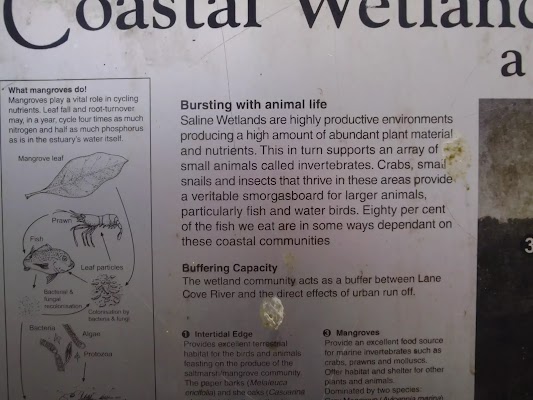 Coastal Wetland
a
What mangroves do!
Mangroves play a vital role in cycling
nutrients. Leaf fall and root-turnover
may, in a year, cycle four times as much
nitrogen and half as much phosphorus
as is in the estuary's water itself.
Mangrove leaf
Prawn
Fish
Leaf particles
Bacterial &
fungal
recolonisation
Colonisation by
bacteria & fungi
Bacteria
Algae
Protozoa
Bursting with animal life
Saline Wetlands are highly productive environments
producing a high amount of abundant plant material
and nutrients. This in turn supports an array of
small animals called invertebrates. Crabs, small
snails and insects that thrive in these areas provide
a veritable smorgasboard for larger animals,
particularly fish and water birds. Eighty per cent
of the fish we eat are in some ways dependant on
these coastal communities
Buffering Capacity
The wetland community acts as a buffer between Lane
Cove River and the direct effects of urban run off.
1 Intertidal Edge
Provides excellent terrestrial
habitat for the birds and animals
feasting on the produce of the
saltmarsh/mangrove community.
The paper barks (Melaleuca
and she oaks (Casuarina
3 Mangroves
Provide an excellent food source
for marine invertebrates such as
crabs, prawns and molluscs.
Offer habitat and shelter for other
plants and animals.
Dominated by two species:
3